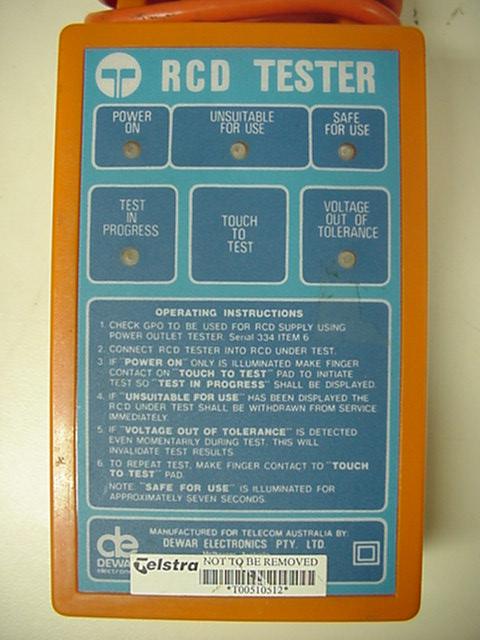 RCD TESTER
POWER
ON
UNSUITABLE
FOR USE
SAFE
FOR USE
TEST
IN
PROGRESS
TOUCH
TO
TEST
VOLTAGE
OUT OF
TOLERANCE
OPERATING INSTRUCTIONS
1. CHECK GPO TO BE USED FOR RCD SUPPLY USING
POWER OUTLET TESTER. Serial 334 ITEM 6
2. CONNECT RCD TESTER INTO RCD UNDER TEST.
3. IF "POWER ON" ONLY IS ILLUMINATED MAKE FINGER
CONTACT ON "TOUCH TO TEST" PAD TO INITIATE
TEST SO "TEST IN PROGRESS" SHALL BE DISPLAYED.
4. IF "UNSUITABLE FOR USE" HAS BEEN DISPLAYED THE
RCD UNDER TEST SHALL BE WITHDRAWN FROM SERVICE
IMMEDIATELY.
5. IF "VOLTAGE OUT OF TOLERANCE" IS DETECTED
EVEN MOMENTARILY DURING TEST, THIS WILL
INVALIDATE TEST RESULTS.
6. TO REPEAT TEST, MAKE FINGER CONTACT TO "TOUCH
TO TEST" PAD
NOTE: "SAFE FOR USE" IS ILLUMINATED FOR
APPROXIMATELY SEVEN SECONDS.
de
MANUFACTURED FOR TELECOM AUSTRALIA BY:
DEWAR ELECTRONICS PTY. LTD.
Telstra NOT TO BE REMOVED
*T00510512*